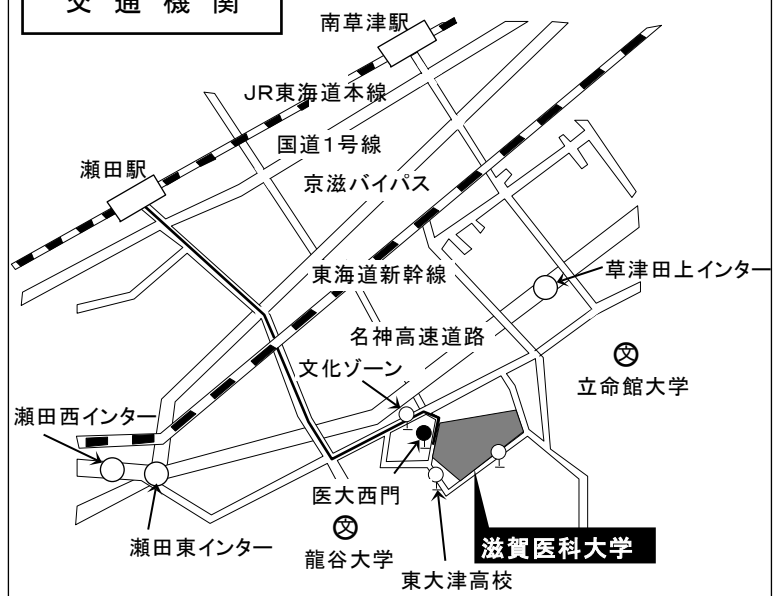 交通機関
南草津駅
JR東海道本線
国道1号線
瀬田駅
京滋バイパス
東海道新幹線
草津田上インター
名神高速道路
文化ゾーン
文
立命館大学
瀬田西インター
医大西門
文
瀬田東インター
龍谷大学
滋賀医科大学
東大津高校